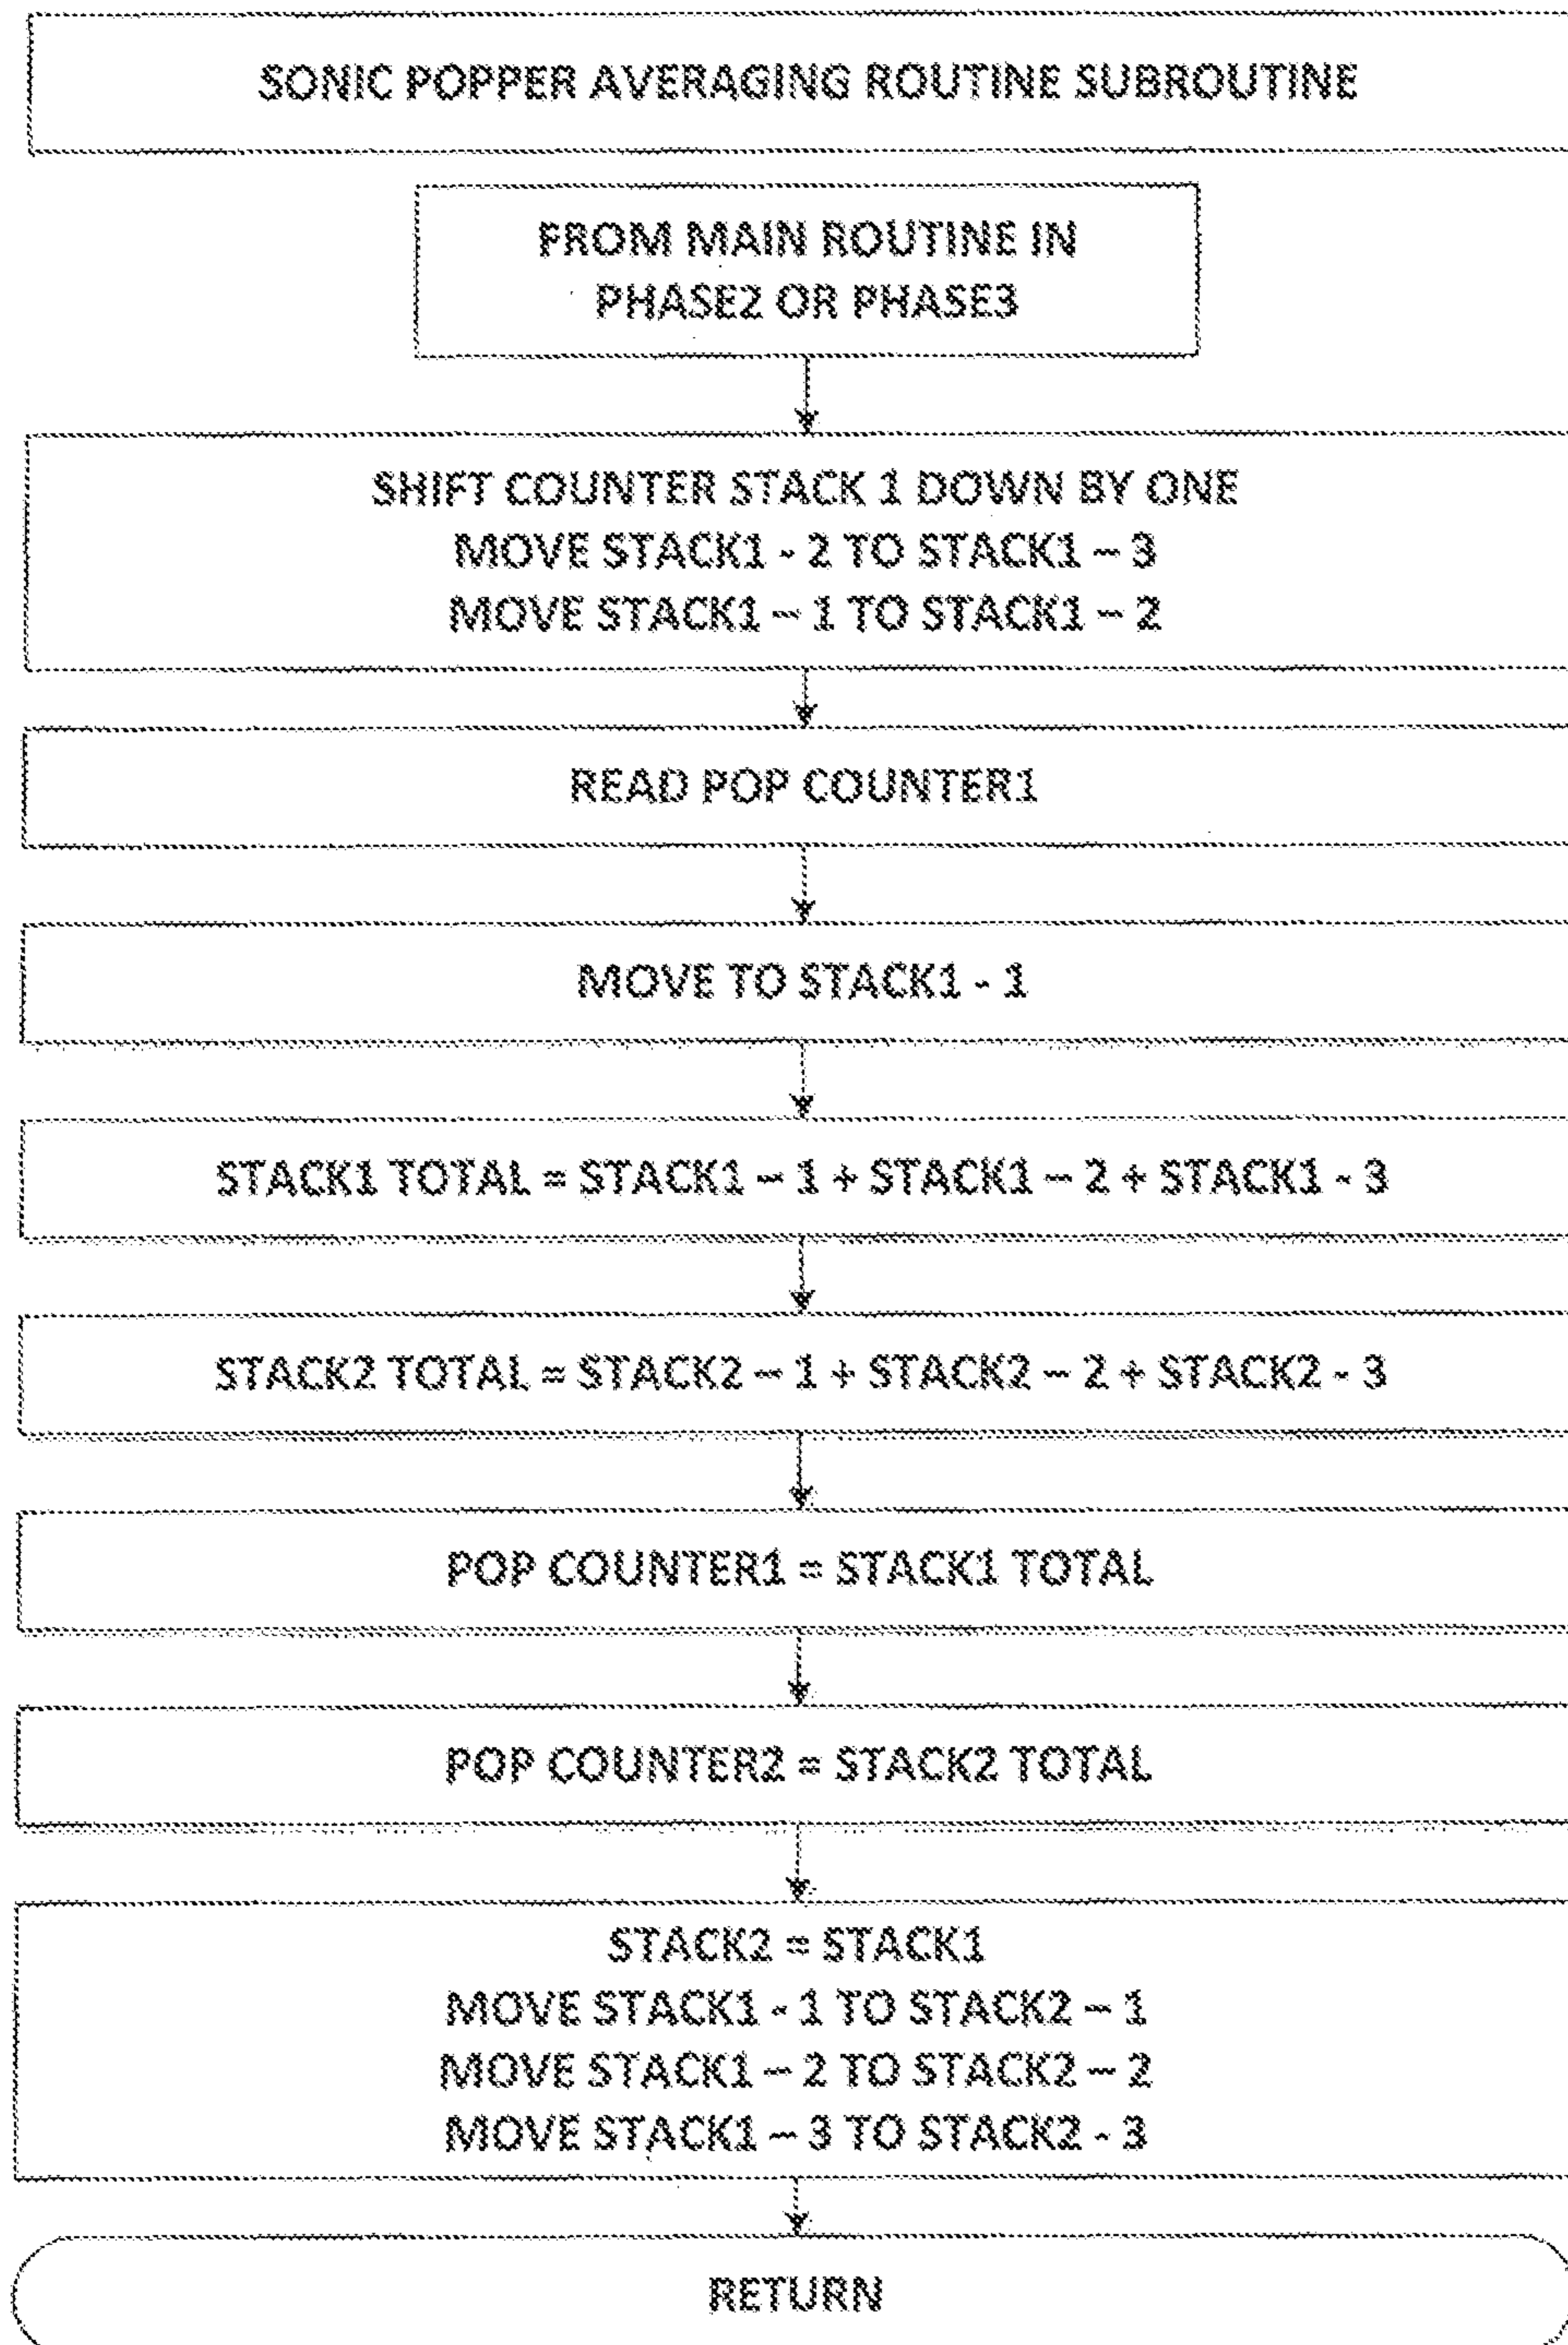 SONIC POPPER AVERAGING ROUTINE SUBROUTINE
FROM MAIN ROUTINE IN
PHASE2 OR PHASE3
SHIFT COUNTER STACK 1 DOWN BY ONE
MOVE STACK1 - 2 TO STACK1 – 3
MOVE STACK1 – 1 TO STACK1 – 2
READ POP COUNTER1
MOVE TO STACK1 - 1
STACK1 TOTAL = STACK1 – 1 + STACK1 – 2 + STACK1 - 3
STACK2 TOTAL = STACK2 – 1 + STACK2 – 2 + STACK2 - 3
POP COUNTER1 = STACK1 TOTAL
POP COUNTER2 = STACK2 TOTAL
STACK2 = STACK1
MOVE STACK1 - 1 TO STACK2 – 1
MOVE STACK1 – 2 TO STACK2 – 2
MOVE STACK1 – 3 TO STACK2 - 3
RETURN